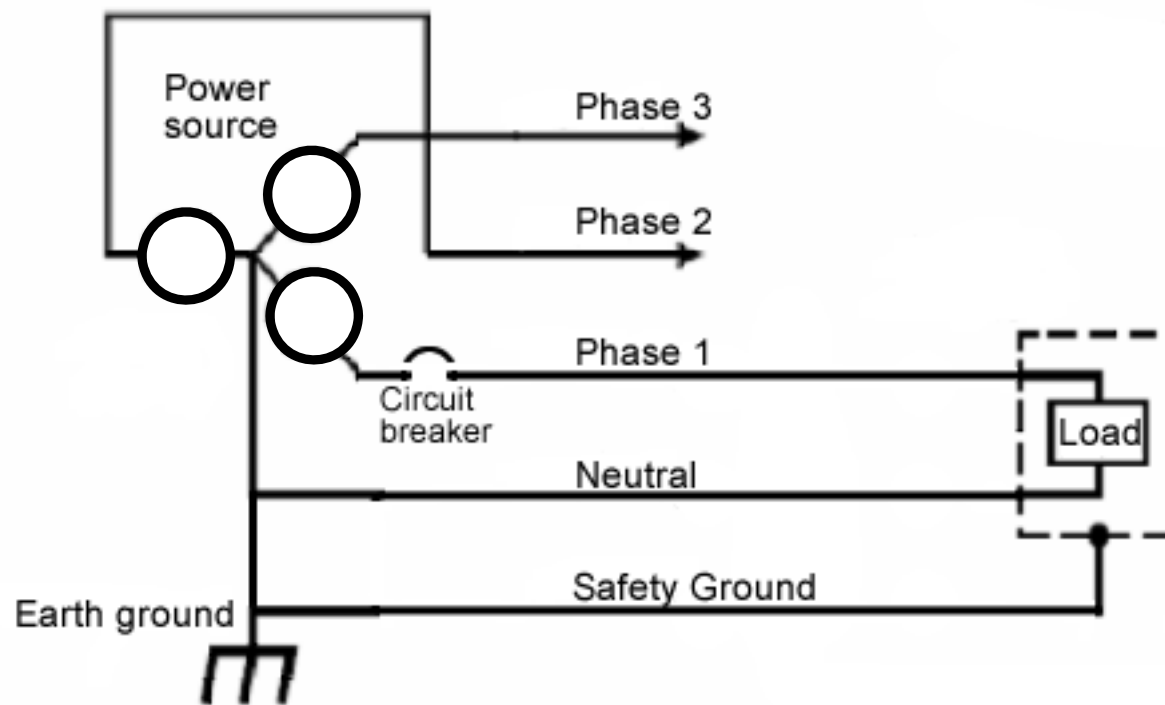 Power
source
Phase 3
Phase 2
Phase 1
Circuit
breaker
Load
Neutral
Safety Ground
Earth ground